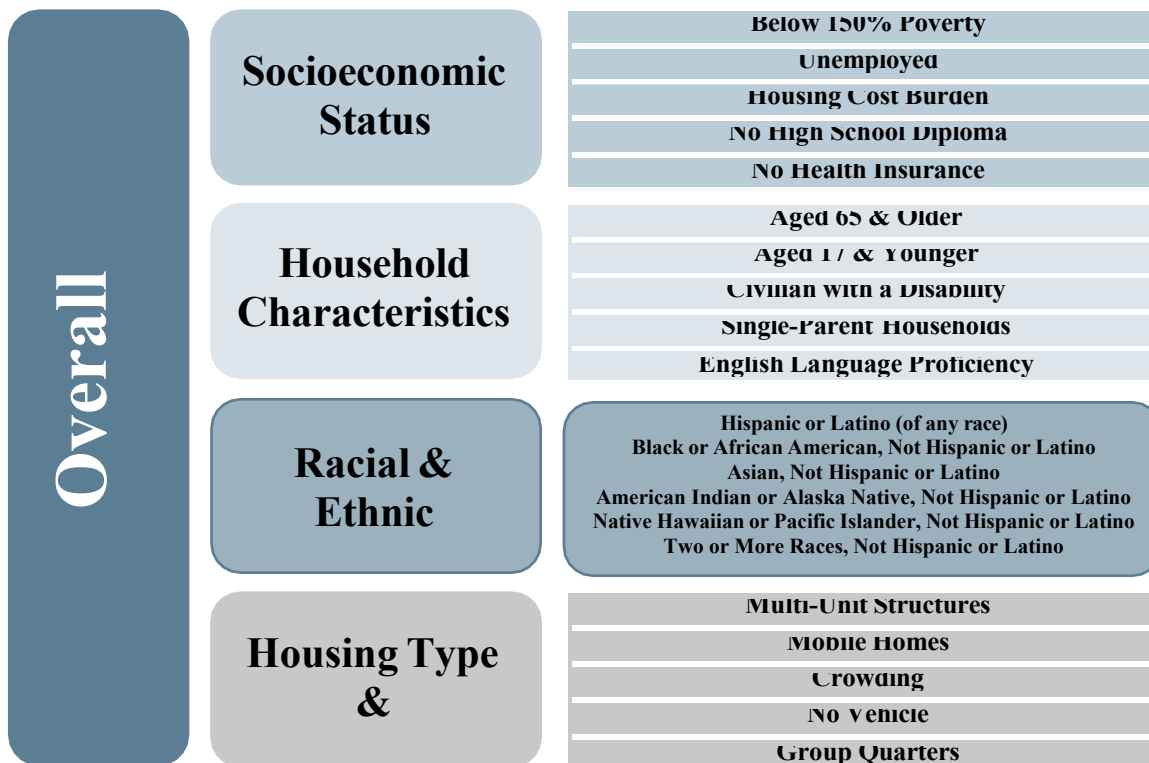 Overall
Socioeconomic
Status
Below 150% Poverty
Unemployed
Housing Cost Burden
No High School Diploma
No Health Insurance
Household
Characteristics
Aged 65 & Older
Aged 17 & Younger
Civilian with a Disability
Single-Parent Households
English Language Proficiency
Racial &
Ethnic
Hispanic or Latino (of any race)
Black or African American, Not Hispanic or Latino
Asian, Not Hispanic or Latino
American Indian or Alaska Native, Not Hispanic or Latino
Native Hawaiian or Pacific Islander, Not Hispanic or Latino
Two or More Races, Not Hispanic or Latino
Housing Type
&
Multi-Unit Structures
Mobile Homes
Crowding
No Vehicle
Group Quarters